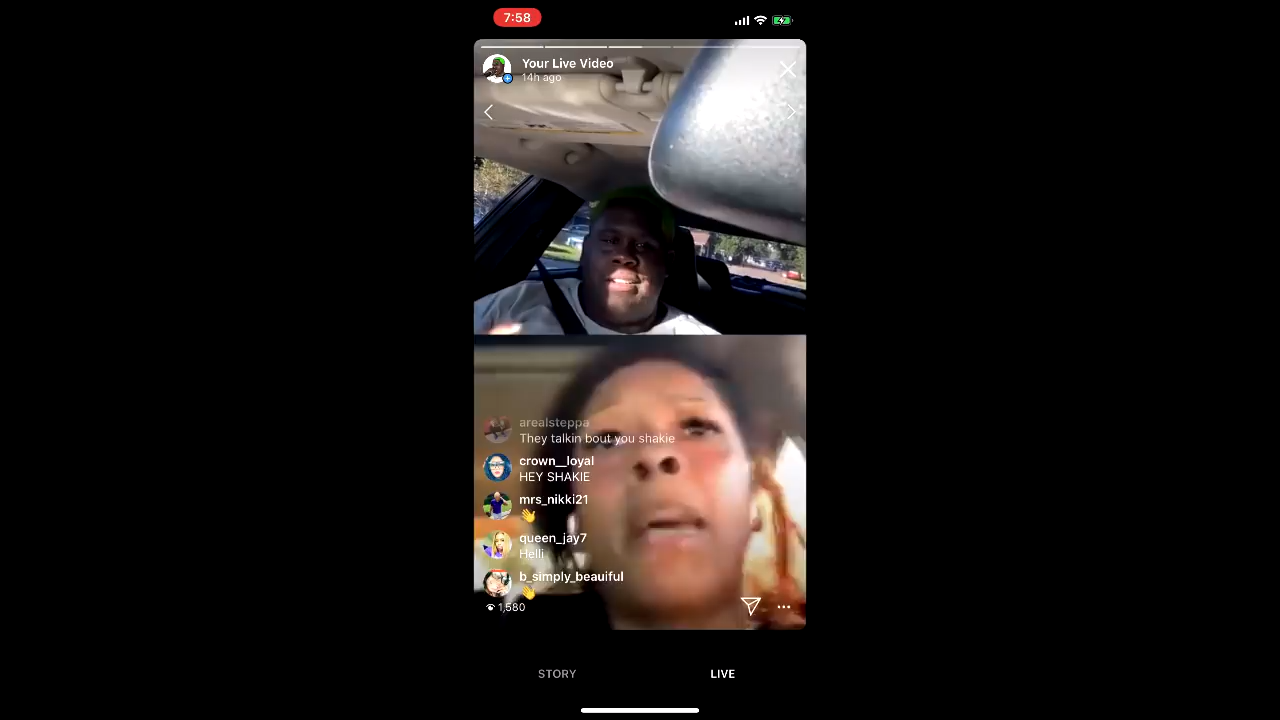 7:58
Your Live Video
14h ago
arealsteppa
They talkin bout you shakie
crown__loyal
HEY SHAKIE
mrs_nikki21
👋
queen_jay7
Helli
b_simply_beauiful
👋
1,580
STORY
LIVE